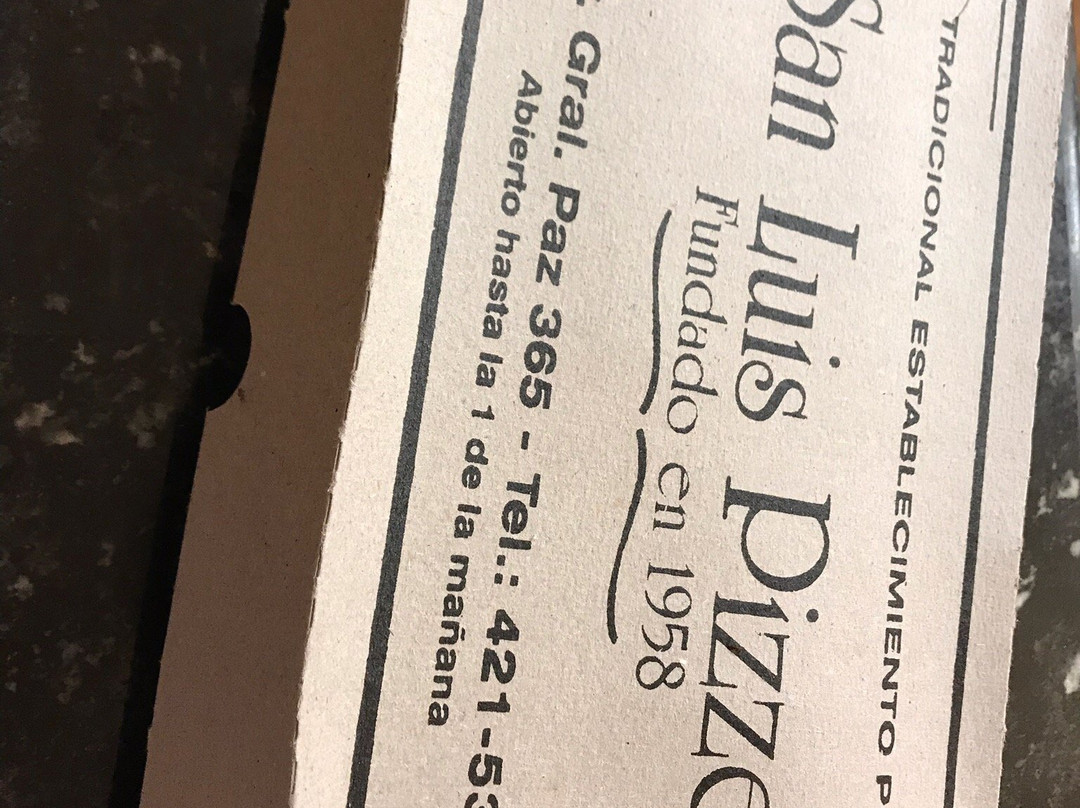 TRADICIONAL ESTABLECIMIENTO P
San Luis Pizze
Fundado en 1958
Gral. Paz 365 - Tel.: 421-53
Abierto hasta la 1 de la mañana